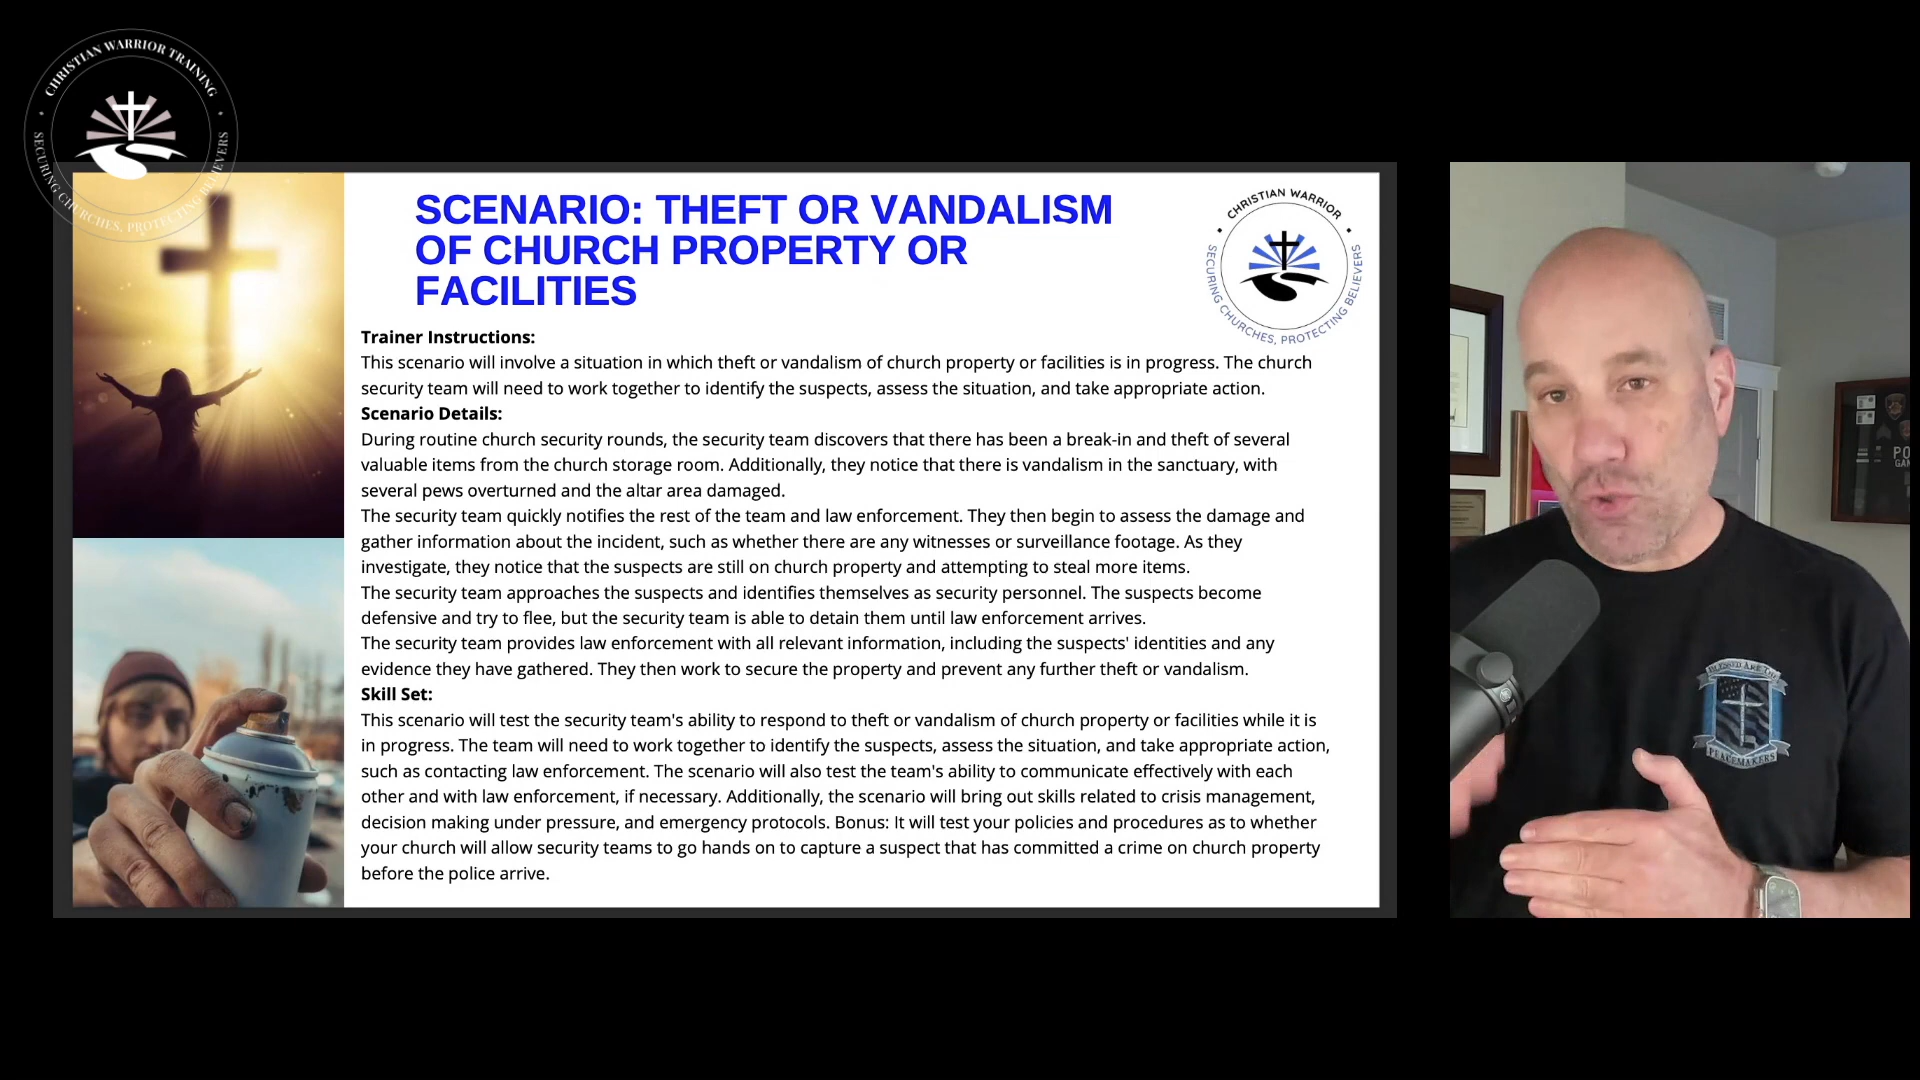 CHRISTIAN WARRIOR TRAINING
SECURING CHURCHES, PROTECTING BELIEVERS
SCENARIO: THEFT OR VANDALISM
OF CHURCH PROPERTY OR
FACILITIES
CHRISTIAN WARRIOR
SECURING CHURCHES, PROTECTING BELIEVERS
Trainer Instructions:
This scenario will involve a situation in which theft or vandalism of church property or facilities is in progress. The church
security team will need to work together to identify the suspects, assess the situation, and take appropriate action.
Scenario Details:
During routine church security rounds, the security team discovers that there has been a break-in and theft of several
valuable items from the church storage room. Additionally, they notice that there is vandalism in the sanctuary, with
several pews overturned and the altar area damaged.
The security team quickly notifies the rest of the team and law enforcement. They then begin to assess the damage and
gather information about the incident, such as whether there are any witnesses or surveillance footage. As they
investigate, they notice that the suspects are still on church property and attempting to steal more items.
The security team approaches the suspects and identifies themselves as security personnel. The suspects become
defensive and try to flee, but the security team is able to detain them until law enforcement arrives.
The security team provides law enforcement with all relevant information, including the suspects' identities and any
evidence they have gathered. They then work to secure the property and prevent any further theft or vandalism.
Skill Set:
This scenario will test the security team's ability to respond to theft or vandalism of church property or facilities while it is
in progress. The team will need to work together to identify the suspects, assess the situation, and take appropriate action,
such as contacting law enforcement. The scenario will also test the team's ability to communicate effectively with each
other and with law enforcement, if necessary. Additionally, the scenario will bring out skills related to crisis management,
decision making under pressure, and emergency protocols. Bonus: It will test your policies and procedures as to whether
your church will allow security teams to go hands on to capture a suspect that has committed a crime on church property
before the police arrive.
BLESSED ARE THE
PEACEMAKERS
PO